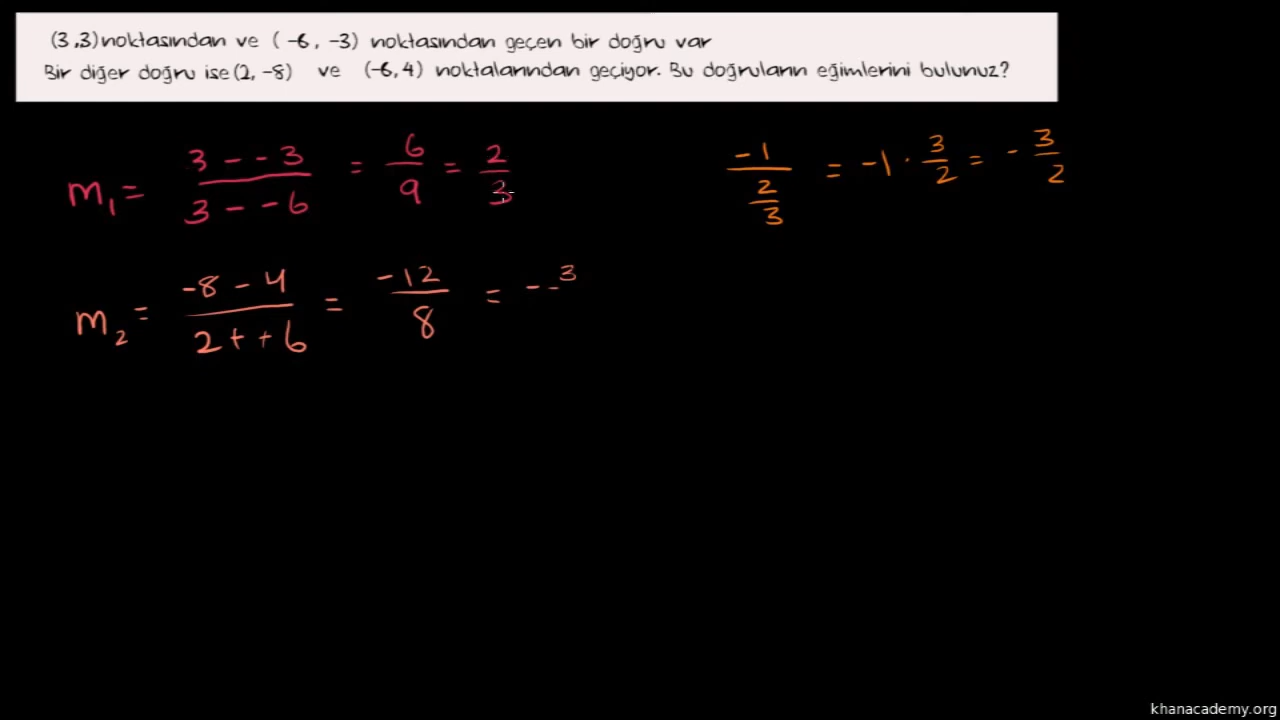 (3,3) noktasından ve (-6, -3) noktasından geçen bir doğru var
Bir diğer doğru ise (2, -8) ve (-6,4) noktalarından geçiyor. Bu doğruların eğimlerini bulunuz?
m₁ = (3 - - 3)/(3 - - 6) = 6/9 = 2/3
-1/(2/3) = -1 · 3/2 = - 3/2
m₂ = (-8 - 4)/(2 + + 6) = -12/8 = - - 3
khanacademy.org